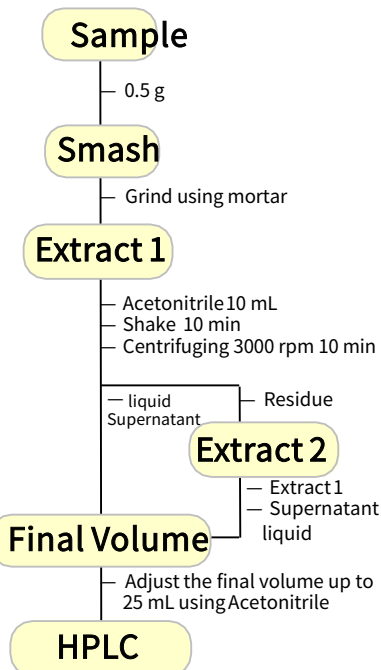 Sample
0.5 g
Smash
Grind using mortar
Extract 1
Acetonitrile 10 mL
Shake 10 min
Centrifuging 3000 rpm 10 min
liquid
Supernatant
Residue
Extract 2
Extract 1
Supernatant
liquid
Final Volume
Adjust the final volume up to
25 mL using Acetonitrile
HPLC